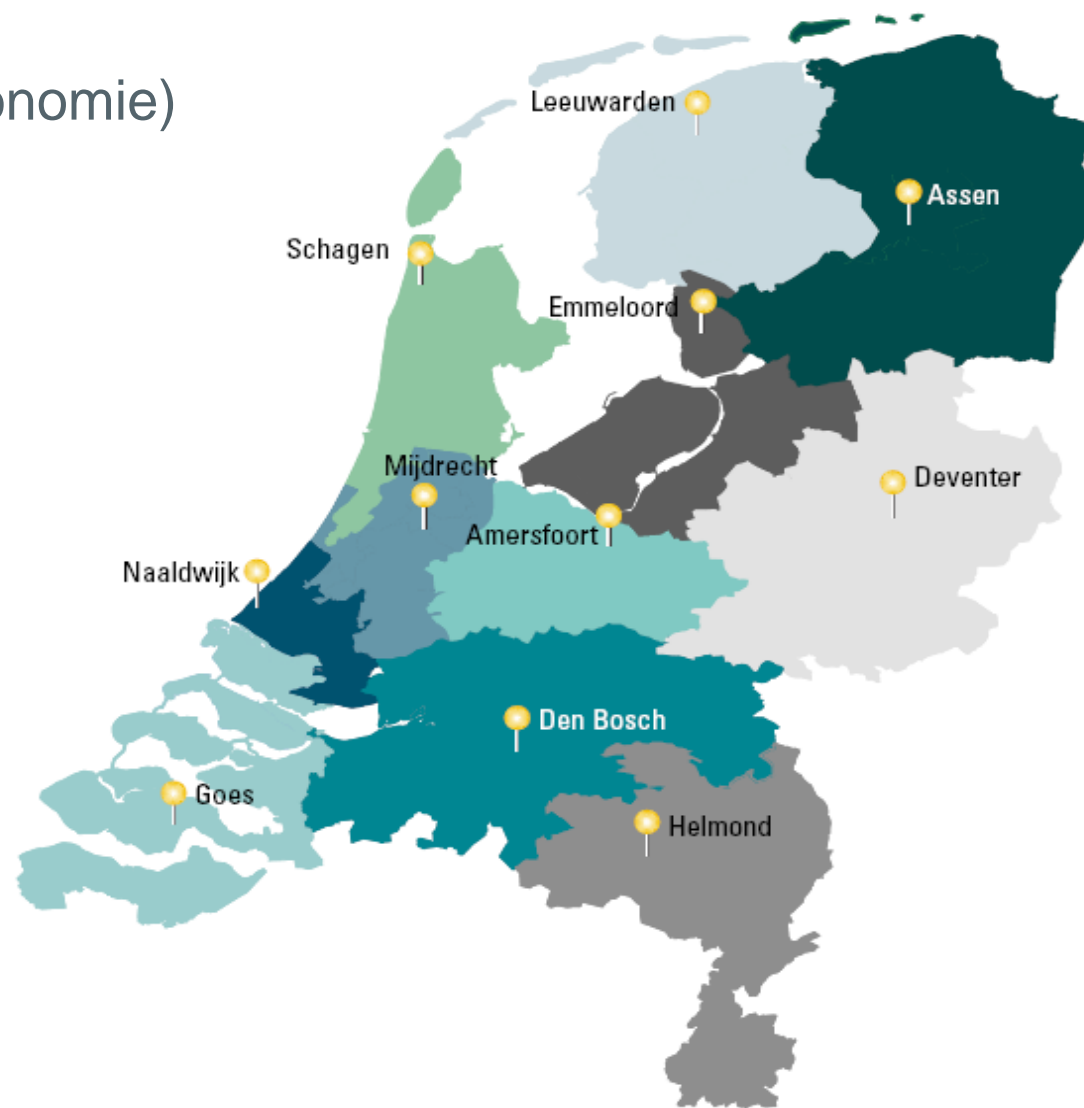 onomie)
Leeuwarden
Assen
Schagen
Emmeloord
Mijdrecht
Deventer
Amersfoort
Naaldwijk
Den Bosch
Goes
Helmond